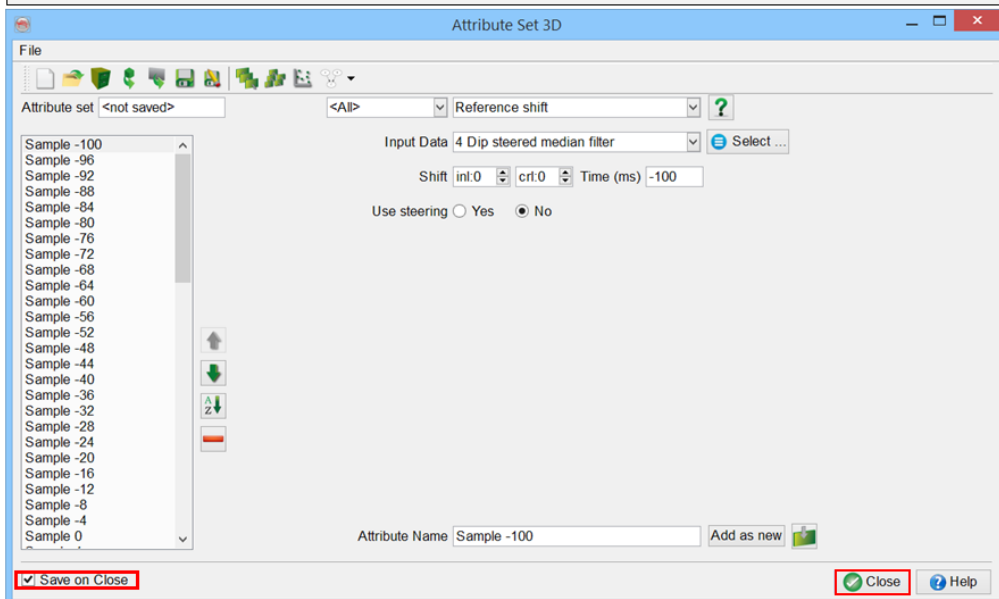 Attribute Set 3D
File
Attribute set <not saved> <All> Reference shift ?
Sample -100
Sample -96
Sample -92
Sample -88
Sample -84
Sample -80
Sample -76
Sample -72
Sample -68
Sample -64
Sample -60
Sample -56
Sample -52
Sample -48
Sample -44
Sample -40
Sample -36
Sample -32
Sample -28
Sample -24
Sample -20
Sample -16
Sample -12
Sample -8
Sample -4
Sample 0
A
Z
Input Data 4 Dip steered median filter Select ...
Shift inl:0 crl:0 Time (ms) -100
Use steering Yes No
Attribute Name Sample -100 Add as new
Save on Close Close ? Help